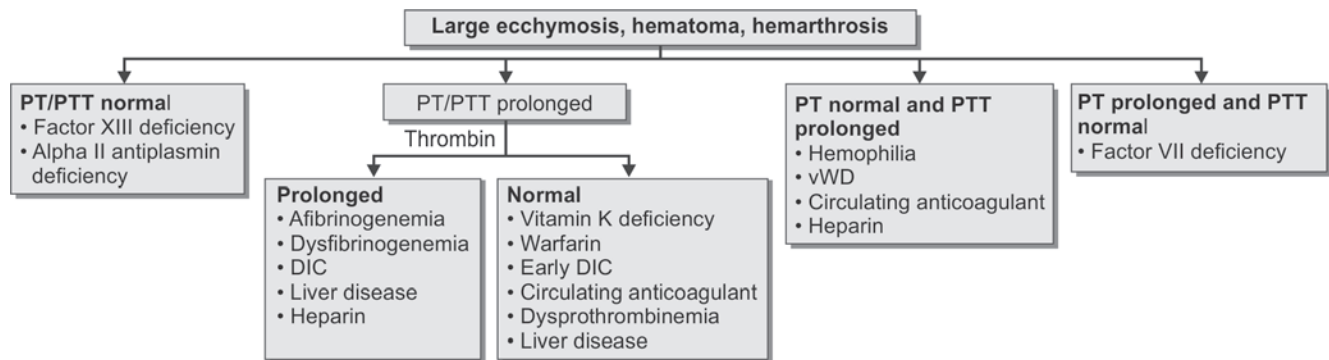 Large ecchymosis, hematoma, hemarthrosis
PT/PTT normal
• Factor XIII deficiency
• Alpha II antiplasmin
deficiency
PT/PTT prolonged
Thrombin
Prolonged
• Afibrinogenemia
• Dysfibrinogenemia
• DIC
• Liver disease
• Heparin
Normal
• Vitamin K deficiency
• Warfarin
• Early DIC
• Circulating anticoagulant
• Dysprothrombinemia
• Liver disease
PT normal and PTT
prolonged
• Hemophilia
• vWD
• Circulating anticoagulant
• Heparin
PT prolonged and PTT
normal
• Factor VII deficiency